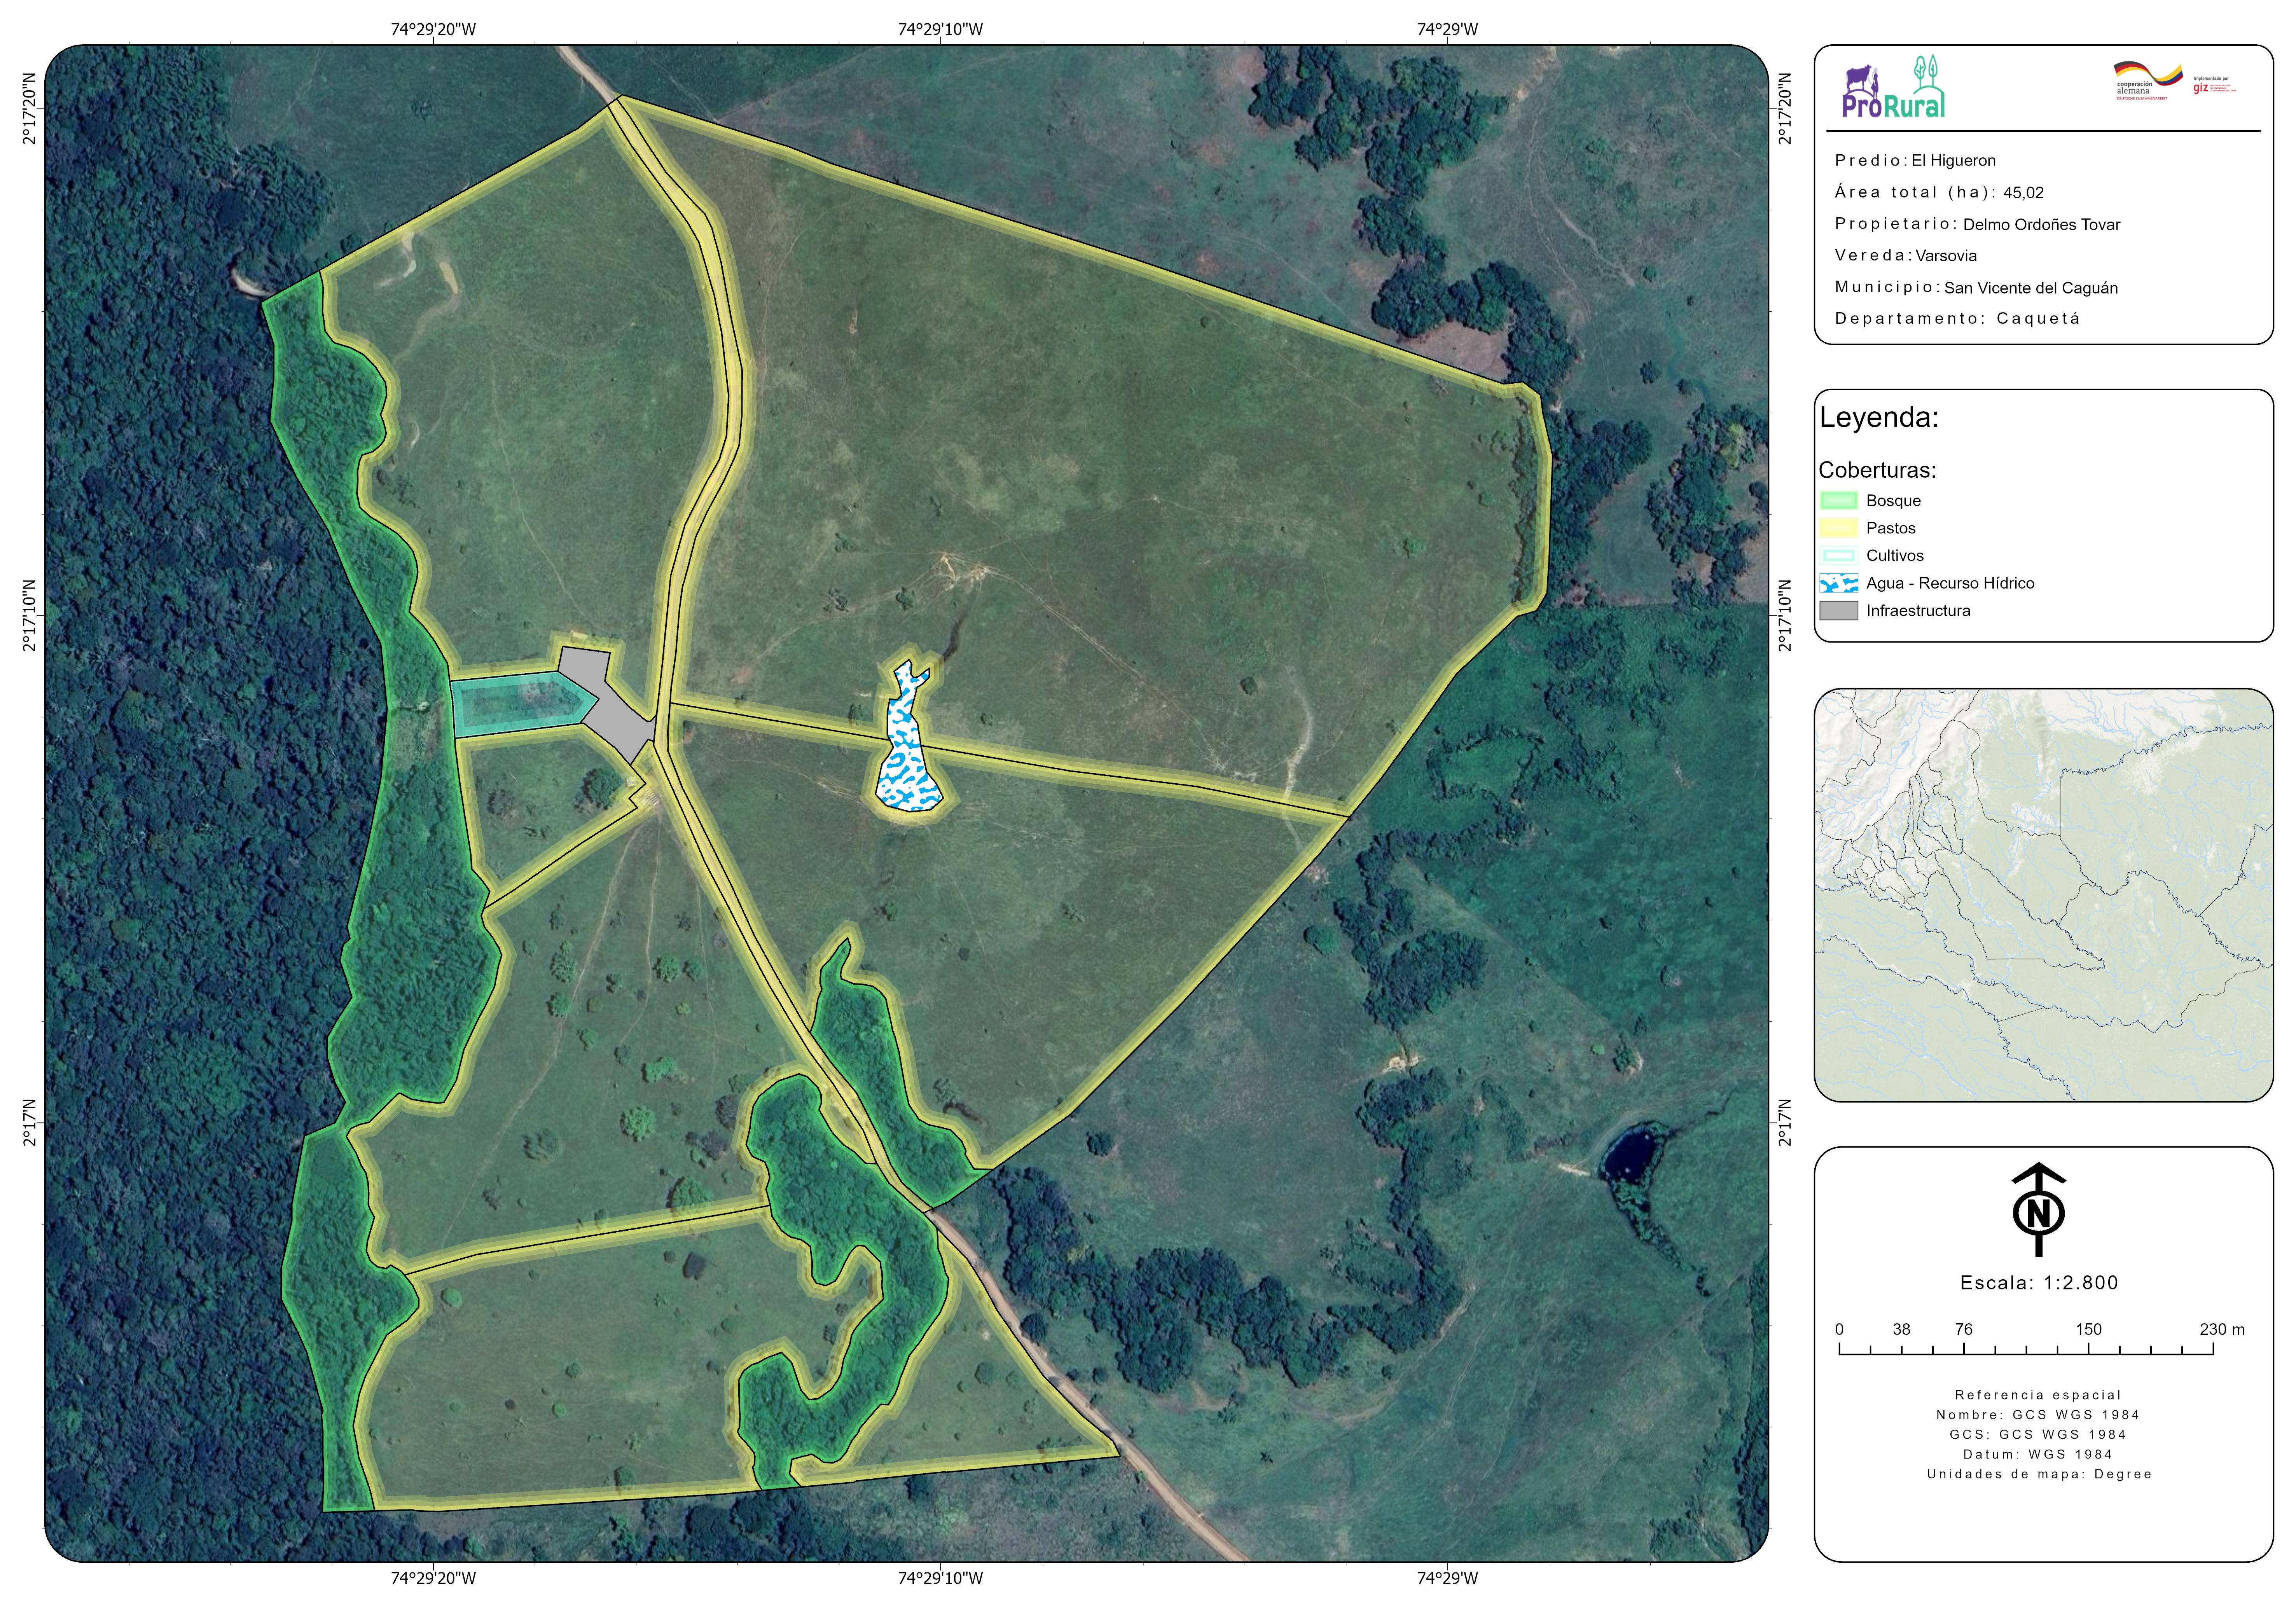 74°29'20"W
74°29'10"W
74°29'W
2°17'20"N
2°17'10"N
2°17'N
2°17'20"N
2°17'10"N
2°17'N
74°29'20"W
74°29'10"W
74°29'W
ProRural
cooperación
alemana
DEUTSCHE ZUSAMMENARBEIT
Implementada por
giz
Predio: El Higueron
Área total (ha): 45,02
Propietario: Delmo Ordoñes Tovar
Vereda: Varsovia
Municipio: San Vicente del Caguán
Departamento: Caquetá
Leyenda:
Coberturas:
Bosque
Pastos
Cultivos
Agua - Recurso Hídrico
Infraestructura
N
Escala: 1:2.800
0 38 76 150 230 m
Referencia espacial
Nombre: GCS WGS 1984
GCS: GCS WGS 1984
Datum: WGS 1984
Unidades de mapa: Degree